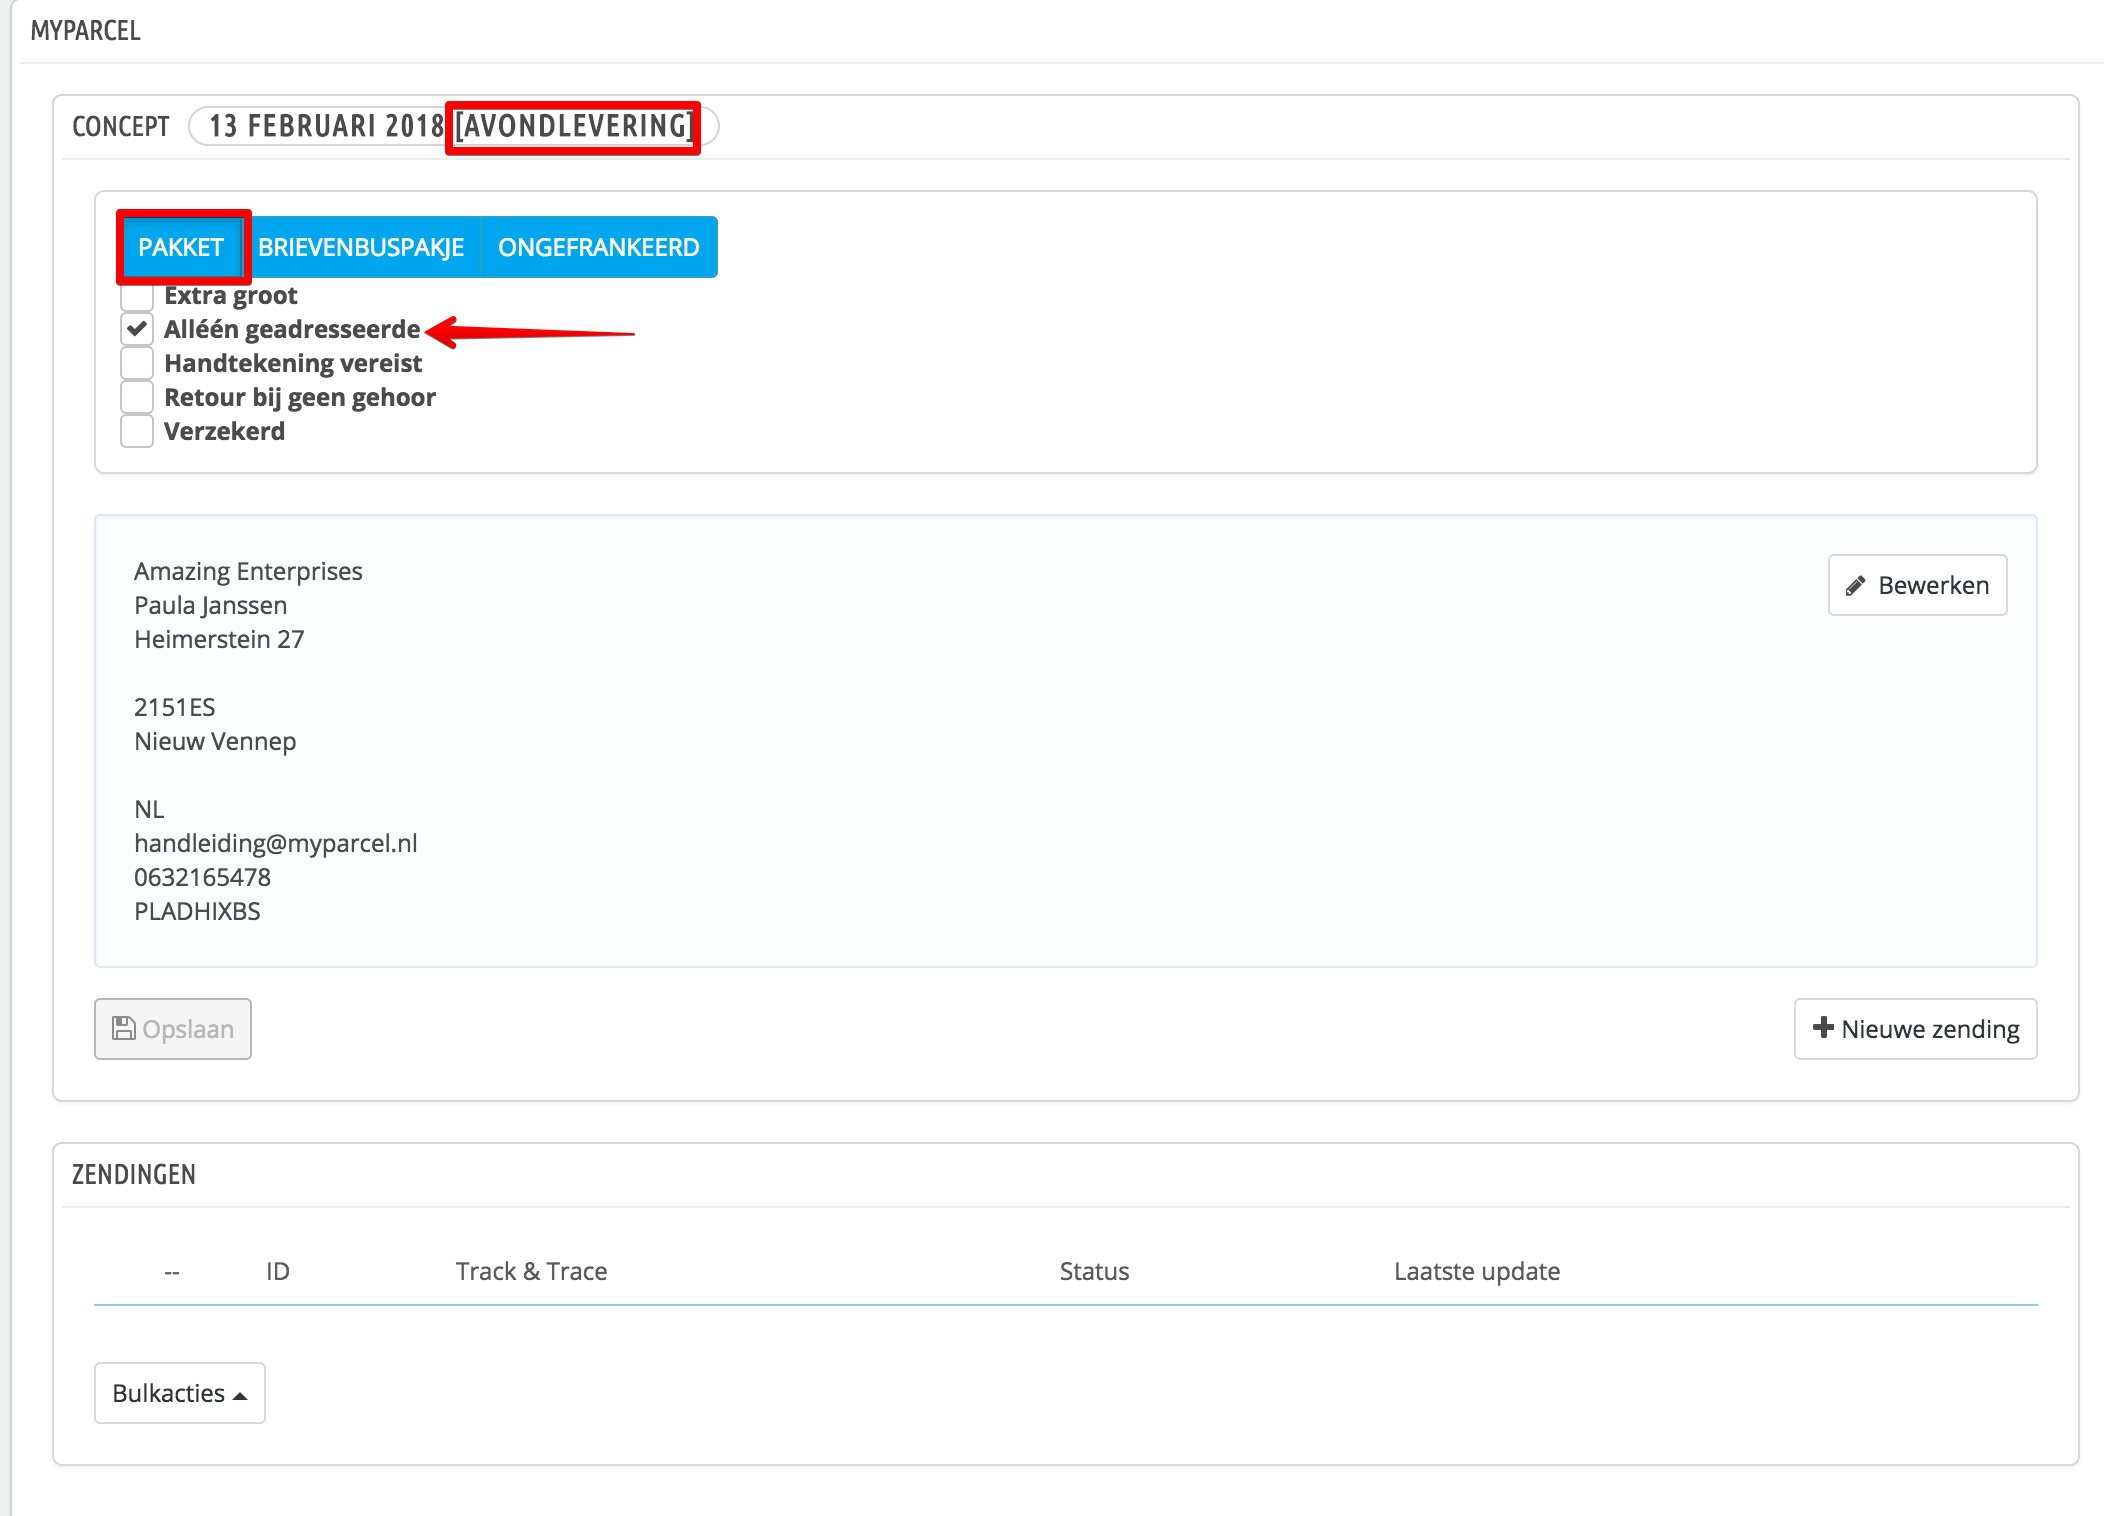 MYPARCEL
CONCEPT 13 FEBRUARI 2018 [AVONDLEVERING]
PAKKET BRIEVENBUSPAKJE ONGEFRANKEERD
Extra groot
Alléén geadresseerde
Handtekening vereist
Retour bij geen gehoor
Verzekerd
Amazing Enterprises
Bewerken
Paula Janssen
Heimerstein 27
2151ES
Nieuw Vennep
NL
handleiding@myparcel.nl
0632165478
PLADHIXBS
Opslaan
Nieuwe zending
ZENDINGEN
-- ID Track & Trace Status Laatste update
Bulkacties